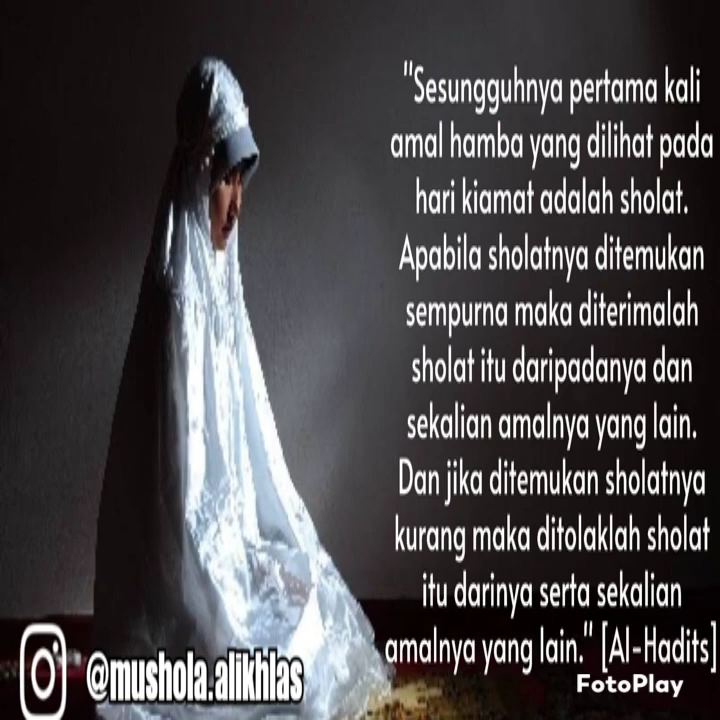 "Sesungguhnya pertama kali
amal hamba yang dilihat pada
hari kiamat adalah sholat.
Apabila sholatnya ditemukan
sempurna maka diterimalah
sholat itu daripadanya dan
sekalian amalnya yang lain.
Dan jika ditemukan sholatnya
kurang maka ditolaklah sholat
itu darinya serta sekalian
amalnya yang lain." [Al-Hadits]
@mushola.alikhlas
FotoPlay